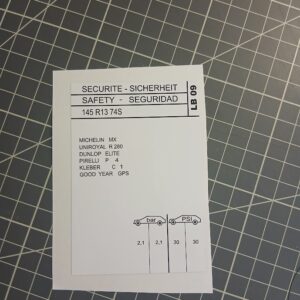 SECURITE - SICHERHEIT
SAFETY - SEGURIDAD
145 R13 74S
LB 09
MICHELIN MX
UNIROYAL R 280
DUNLOP ELITE
PIRELLI P 4
KLEBER C 1
GOOD YEAR GPS
bar PSI
2,1 2,1 30 30